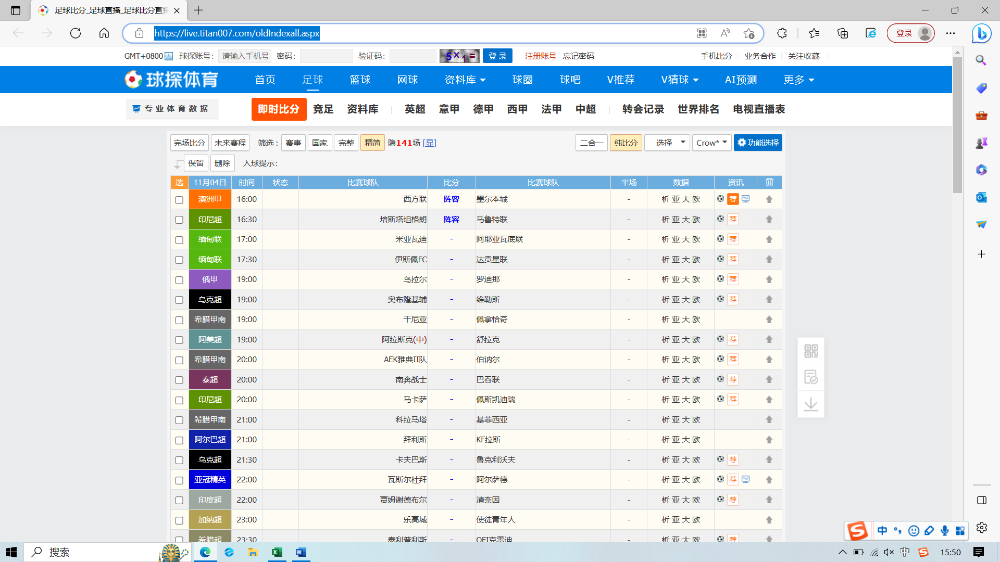 足球比分_足球直播_足球比分直播
https://live.titan007.com/oldIndexall.aspx
登录
GMT+0800 球探账号: 请输入手机号 密码: 验证码: 5×1= 登 录 注册账号 忘记密码 手机比分 业务合作 关注收藏
球探体育 首页 足球 篮球 网球 资料库 球圈 球吧 V推荐 V猜球 AI预测 更多
专业体育数据 即时比分 竞足 资料库 英超 意甲 德甲 西甲 法甲 中超 转会记录 世界排名 电视直播表
完场比分 未来赛程 筛选: 赛事 国家 完整 精简 隐141场 [显] 二合一 纯比分 选择 Crow* 功能选择
保留 删除 入球提示:
选 11月04日 时间 状态 比赛球队 比分 比赛球队 半场 数据 资讯
澳洲甲 16:00 西方联 阵容 墨尔本城 - 析 亚 大 欧 荐
印尼超 16:30 培斯塔坦格朗 阵容 马鲁特联 - 析 亚 大 欧 荐
缅甸联 17:00 米亚瓦迪 - 阿耶亚瓦底联 - 析 亚 大 欧 荐
缅甸联 17:30 伊斯佩FC - 达贡星联 - 析 亚 大 欧 荐
俄甲 19:00 乌拉尔 - 罗迪那 - 析 亚 大 欧 荐
乌克超 19:00 奥布隆基辅 - 维勒斯 - 析 亚 大 欧 荐
希腊甲南 19:00 干尼亚 - 佩拿恰奇 - 析 亚 大 欧
阿美超 19:00 阿拉斯克(中) - 舒拉克 - 析 亚 大 欧 荐
希腊甲南 20:00 AEK雅典II队 - 伯讷尔 - 析 亚 大 欧 荐
泰超 20:00 南奔战士 - 巴吞联 - 析 亚 大 欧 荐
印尼超 20:00 马卡萨 - 佩斯凯迪瑞 - 析 亚 大 欧 荐
希腊甲南 21:00 科拉马塔 - 基菲西亚 - 析 亚 大 欧
阿尔巴超 21:00 拜利斯 - KF拉斯 - 析 亚 大 欧
乌克超 21:30 卡夫巴斯 - 鲁克利沃夫 - 析 亚 大 欧 荐
亚冠精英 22:00 瓦斯尔杜拜 - 阿尔萨德 - 析 亚 大 欧 荐
印度超 22:00 贾姆谢德布尔 - 清奈因 - 析 亚 大 欧 荐
加纳超 23:00 乐高城 - 使徒青年人 - 析 亚 大 欧
希腊超 23:30 泰利普利斯 - OFI克雷迪 - 析 亚 大 欧 荐
中
搜索 中 15:50